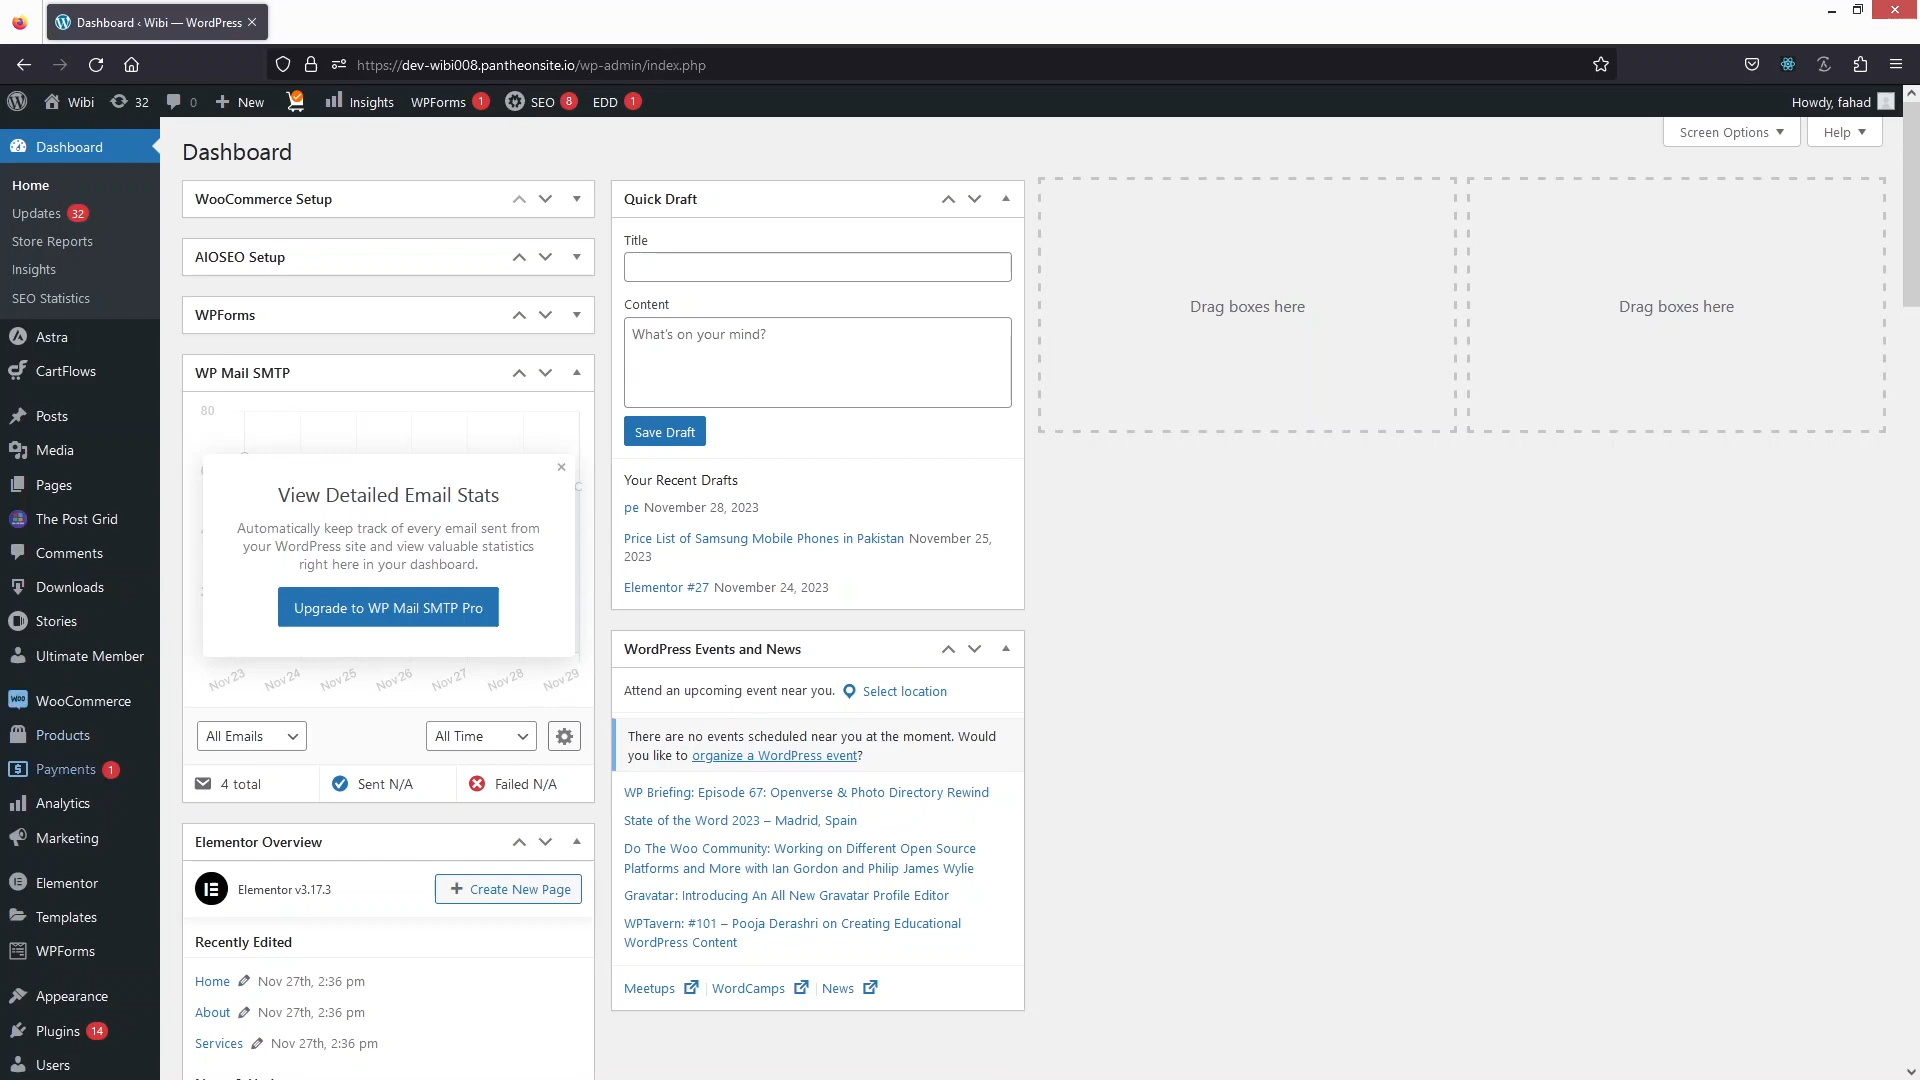 Dashboard ‹ Wibi — WordPress
https://dev-wibi008.pantheonsite.io/wp-admin/index.php
Wibi
32
0
New
Insights
WPForms 1
SEO 8
EDD 1
Howdy, fahad
Dashboard
Home
Updates 32
Store Reports
Insights
SEO Statistics
Astra
CartFlows
Posts
Media
Pages
The Post Grid
Comments
Downloads
Stories
Ultimate Member
WooCommerce
Products
Payments 1
Analytics
Marketing
Elementor
Templates
WPForms
Appearance
Plugins 14
Users
Screen Options
Help
Dashboard
WooCommerce Setup
AIOSEO Setup
WPForms
WP Mail SMTP
80
View Detailed Email Stats
Automatically keep track of every email sent from
your WordPress site and view valuable statistics
right here in your dashboard.
Upgrade to WP Mail SMTP Pro
Nov 23
Nov 24
Nov 25
Nov 26
Nov 27
Nov 28
Nov 29
All Emails
All Time
4 total
Sent N/A
Failed N/A
Elementor Overview
Elementor v3.17.3
Create New Page
Recently Edited
Home Nov 27th, 2:36 pm
About Nov 27th, 2:36 pm
Services Nov 27th, 2:36 pm
Quick Draft
Title
Content
What's on your mind?
Save Draft
Your Recent Drafts
pe November 28, 2023
Price List of Samsung Mobile Phones in Pakistan November 25,
2023
Elementor #27 November 24, 2023
WordPress Events and News
Attend an upcoming event near you. Select location
There are no events scheduled near you at the moment. Would
you like to organize a WordPress event?
WP Briefing: Episode 67: Openverse & Photo Directory Rewind
State of the Word 2023 – Madrid, Spain
Do The Woo Community: Working on Different Open Source
Platforms and More with Ian Gordon and Philip James Wylie
Gravatar: Introducing An All New Gravatar Profile Editor
WPTavern: #101 – Pooja Derashri on Creating Educational
WordPress Content
Meetups | WordCamps | News
Drag boxes here
Drag boxes here